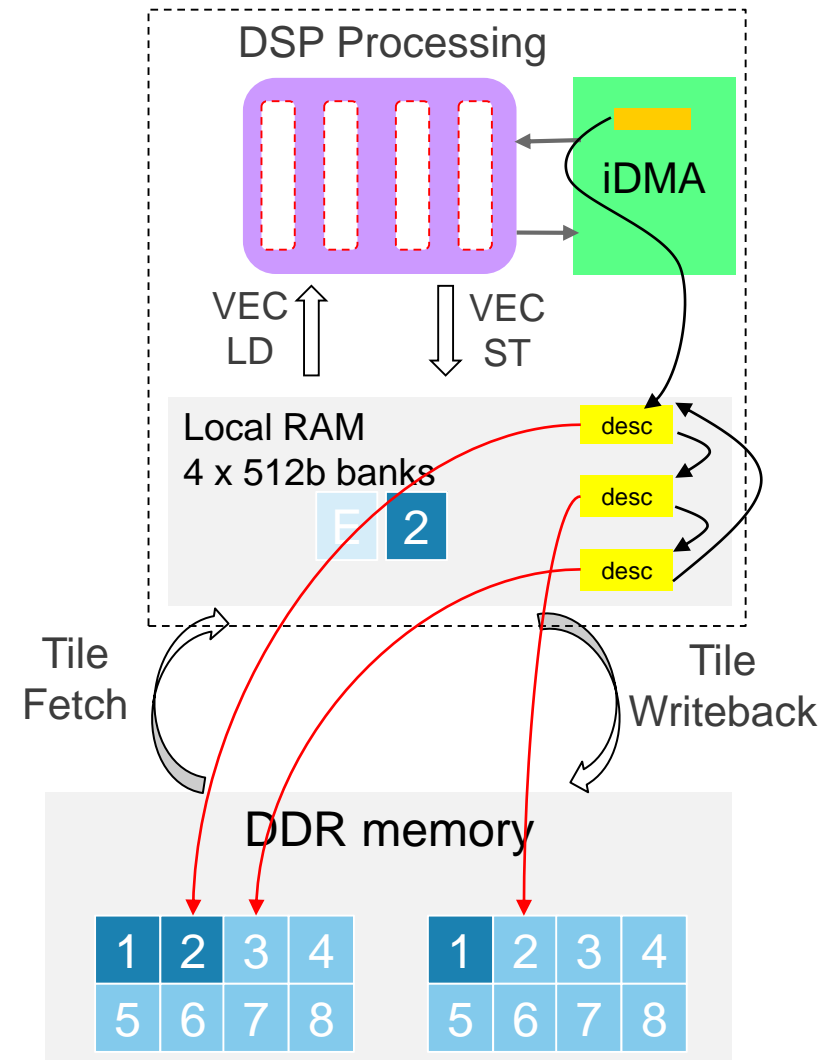 DSP Processing
iDMA
VEC
LD
VEC
ST
Local RAM
4 x 512b banks
desc
desc
desc
E
2
Tile
Fetch
Tile
Writeback
DDR memory
1 2 3 4
5 6 7 8
1 2 3 4
5 6 7 8